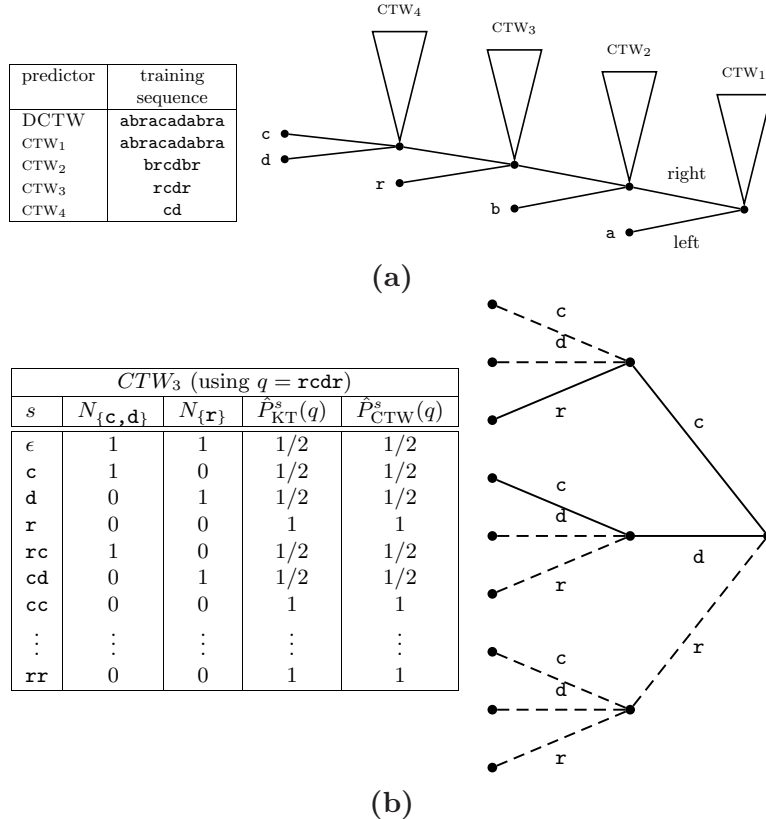 predictor training
sequence
DCTW abracadabra
CTW₁ abracadabra
CTW₂ brcdbr
CTW₃ rcdr
CTW₄ cd
CTW₄
CTW₃
CTW₂
CTW₁
c
d
r
right
b
a
left
(a)
CTW₃ (using q = rcdr)
s N{c,d} N{r} P̂ˢKT(q) P̂ˢCTW(q)
ϵ 1 1 1/2 1/2
c 1 0 1/2 1/2
d 0 1 1/2 1/2
r 0 0 1 1
rc 1 0 1/2 1/2
cd 0 1 1/2 1/2
cc 0 0 1 1
⋮ ⋮ ⋮ ⋮ ⋮
rr 0 0 1 1
c
d
r
c
c
d
r
d
c
d
r
r
(b)